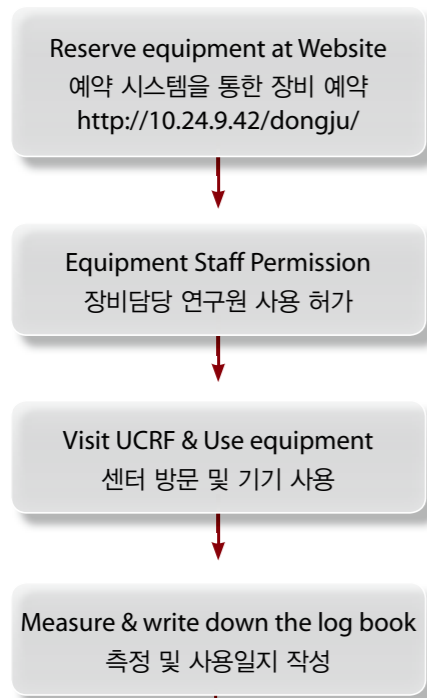 Reserve equipment at Website
예약 시스템을 통한 장비 예약
http://10.24.9.42/dongju/
Equipment Staff Permission
장비담당 연구원 사용 허가
Visit UCRF & Use equipment
센터 방문 및 기기 사용
Measure & write down the log book
측정 및 사용일지 작성